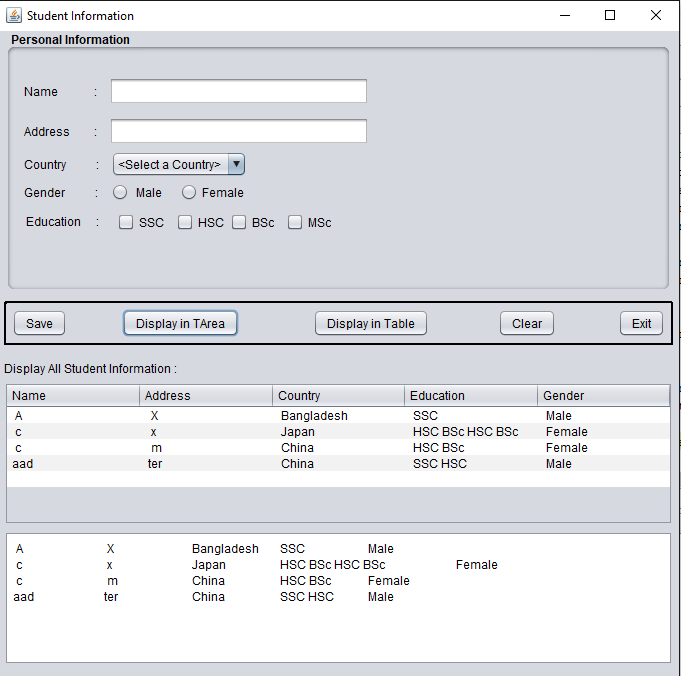 Student Information
Personal Information
Name :
Address :
Country : <Select a Country>
Gender : Male Female
Education : SSC HSC BSc MSc
Save Display in TArea Display in Table Clear Exit
Display All Student Information :
Name Address Country Education Gender
A X Bangladesh SSC Male
c x Japan HSC BSc HSC BSc Female
c m China HSC BSc Female
aad ter China SSC HSC Male
A X Bangladesh SSC Male
c x Japan HSC BSc HSC BSc Female
c m China HSC BSc Female
aad ter China SSC HSC Male